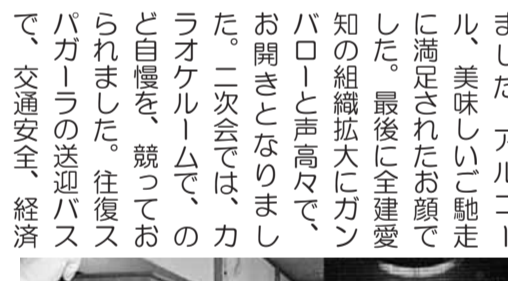 ました。アルコー
ル、美味しいご馳走
に満足されたお顔で
した。最後に全建愛
知の組織拡大にガン
バローと声高々で、
お開きとなりまし
た。二次会では、カ
ラオケルームで、の
ど自慢を、競ってお
られました。往復ス
パガーラの送迎バス
で、交通安全、経済